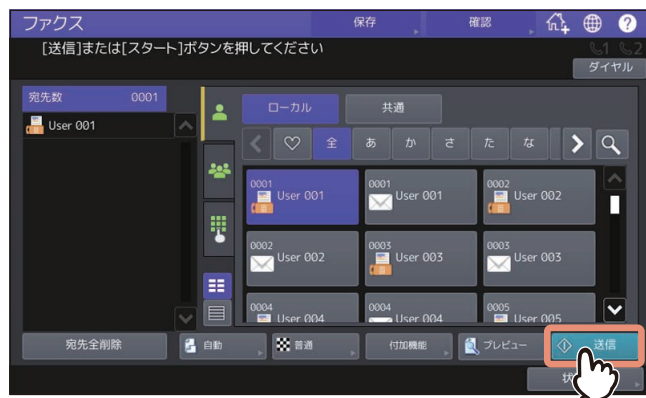 ファクス
保存
確認
?
[送信]または[スタート]ボタンを押してください
1
2
ダイヤル
宛先数 0001
User 001
ローカル
共通
全
あ
か
さ
た
な
0001
User 001
0001
User 001
0002
User 002
0002
User 002
0003
User 003
0003
User 003
0004
User 004
0004
User 004
0005
User 005
宛先全削除
自動
普通
付加機能
プレビュー
送信